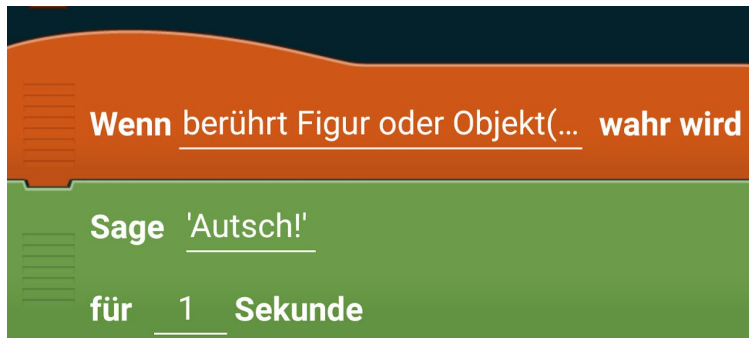 Wenn berührt Figur oder Objekt(... wahr wird
Sage 'Autsch!'
für 1 Sekunde